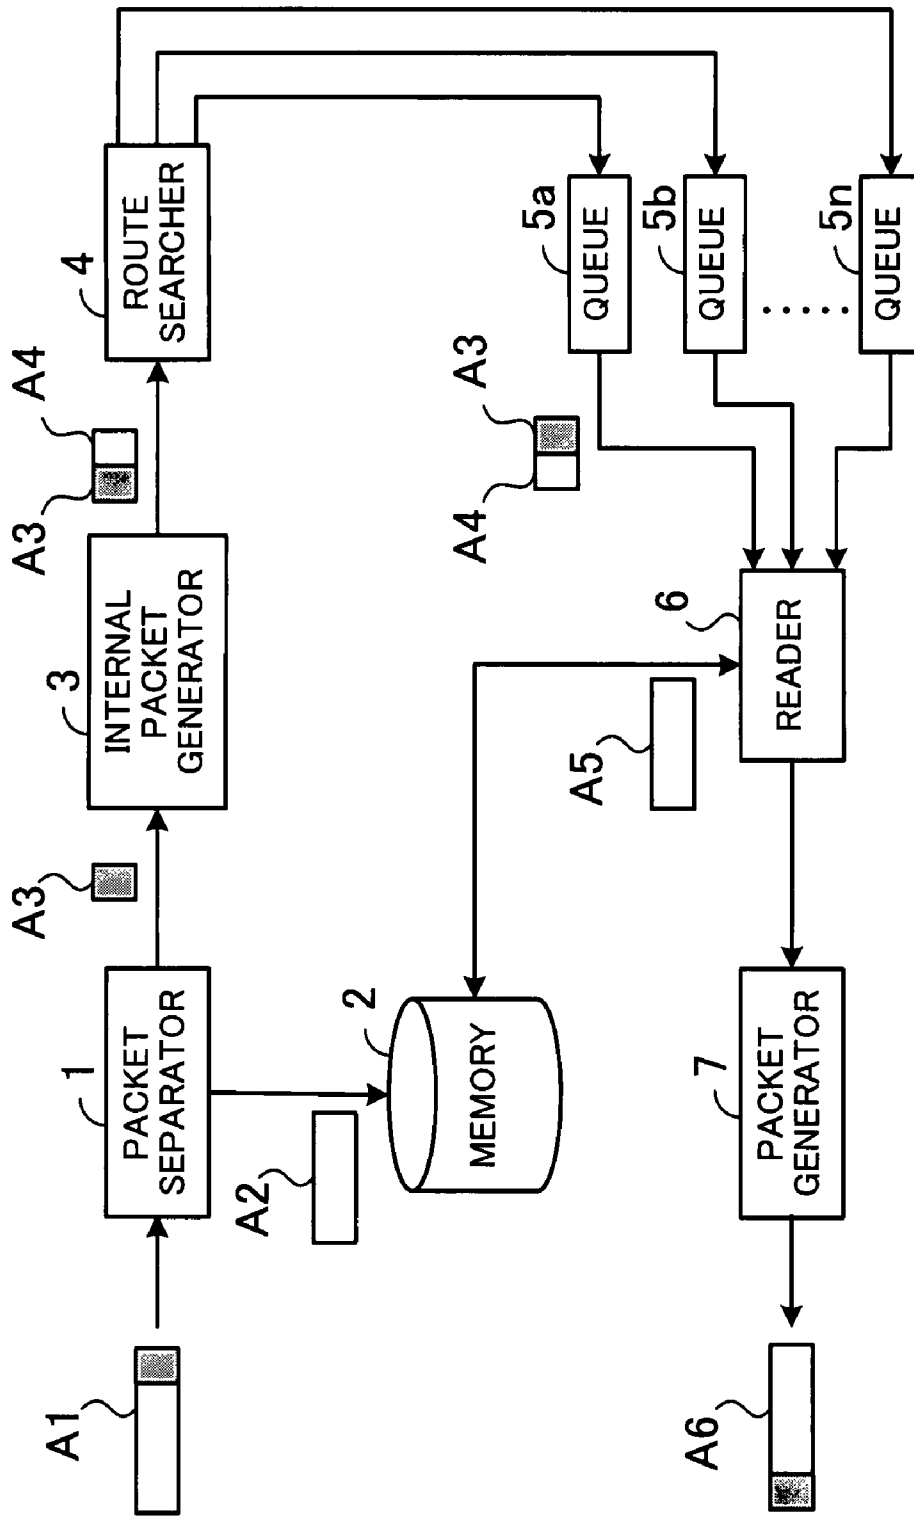 A1
1
PACKET
SEPARATOR
A3
3
INTERNAL
PACKET
GENERATOR
A3
A4
4
ROUTE
SEARCHER
A2
2
MEMORY
A5
A4
A3
5a
QUEUE
5b
QUEUE
.....
5n
QUEUE
6
READER
7
PACKET
GENERATOR
A6